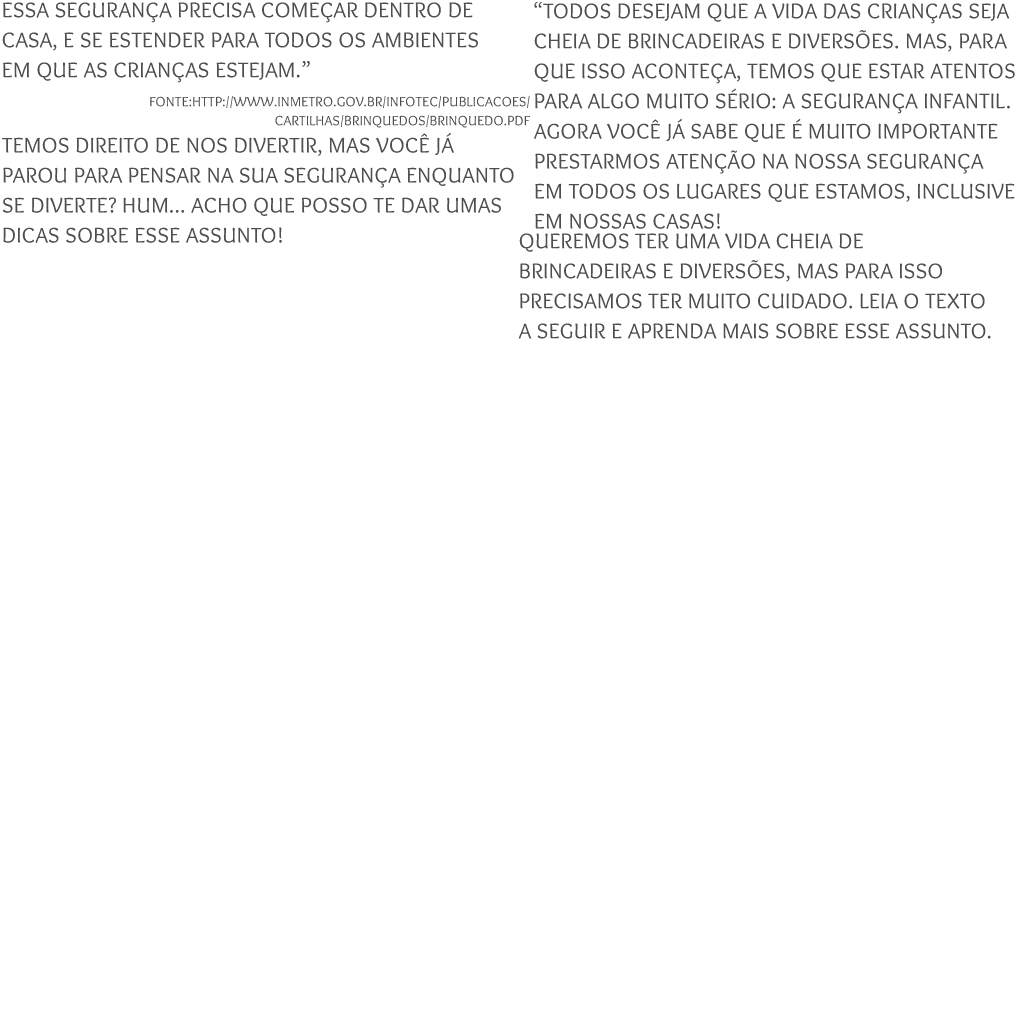 ESSA SEGURANÇA PRECISA COMEÇAR DENTRO DE
CASA, E SE ESTENDER PARA TODOS OS AMBIENTES
EM QUE AS CRIANÇAS ESTEJAM.”
FONTE:HTTP://WWW.INMETRO.GOV.BR/INFOTEC/PUBLICACOES/
CARTILHAS/BRINQUEDOS/BRINQUEDO.PDF
TEMOS DIREITO DE NOS DIVERTIR, MAS VOCÊ JÁ
PAROU PARA PENSAR NA SUA SEGURANÇA ENQUANTO
SE DIVERTE? HUM... ACHO QUE POSSO TE DAR UMAS
DICAS SOBRE ESSE ASSUNTO!
“TODOS DESEJAM QUE A VIDA DAS CRIANÇAS SEJA
CHEIA DE BRINCADEIRAS E DIVERSÕES. MAS, PARA
QUE ISSO ACONTEÇA, TEMOS QUE ESTAR ATENTOS
PARA ALGO MUITO SÉRIO: A SEGURANÇA INFANTIL.
AGORA VOCÊ JÁ SABE QUE É MUITO IMPORTANTE
PRESTARMOS ATENÇÃO NA NOSSA SEGURANÇA
EM TODOS OS LUGARES QUE ESTAMOS, INCLUSIVE
EM NOSSAS CASAS!
QUEREMOS TER UMA VIDA CHEIA DE
BRINCADEIRAS E DIVERSÕES, MAS PARA ISSO
PRECISAMOS TER MUITO CUIDADO. LEIA O TEXTO
A SEGUIR E APRENDA MAIS SOBRE ESSE ASSUNTO.